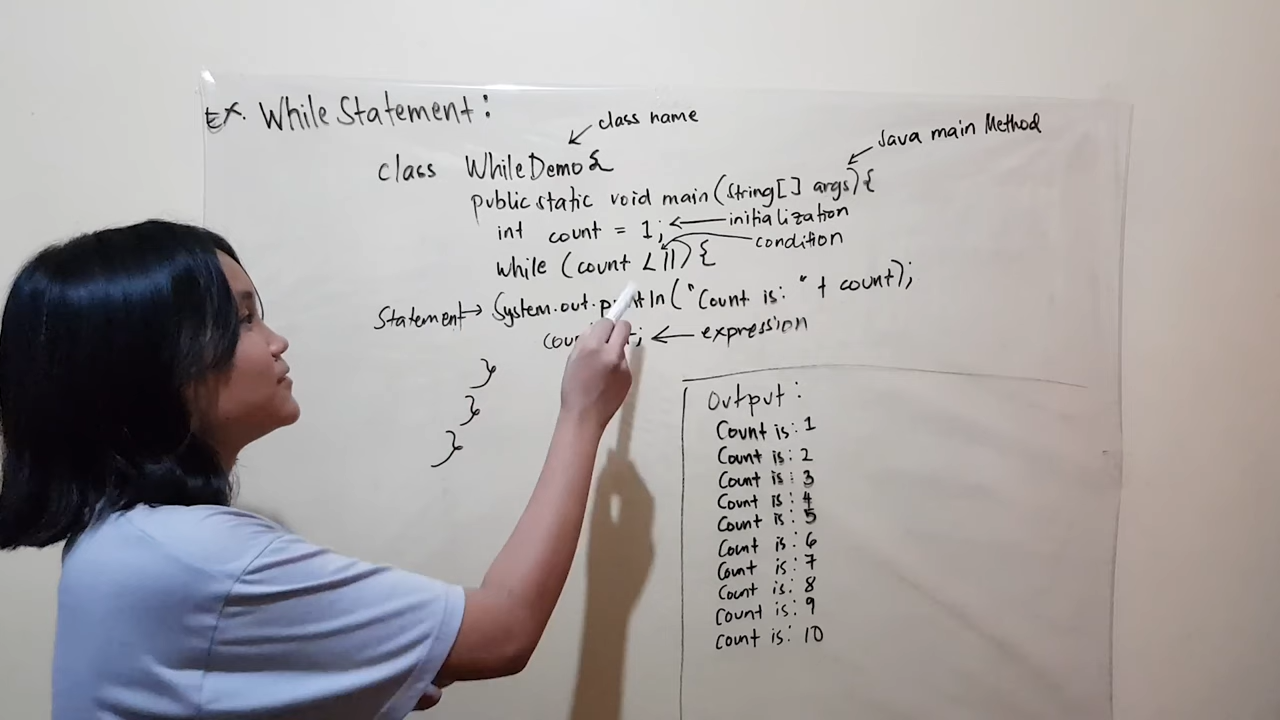 Ex. While Statement:
class name
Java main Method
class WhileDemo {
public static void main (String[] args) {
int count = 1; ← initialization
condition
while (count < 11) {
Statement → System.out.println ("Count is: " + count);
← expression
}
}
}
Output:
Count is: 1
Count is: 2
Count is: 3
Count is: 4
Count is: 5
Count is: 6
Count is: 7
Count is: 8
Count is: 9
Count is: 10